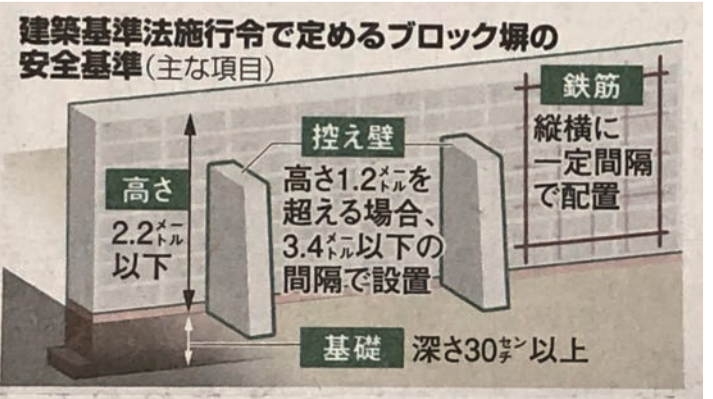 建築基準法施行令で定めるブロック塀の
安全基準(主な項目)
鉄筋
縦横に
一定間隔
で配置
控え壁
高さ1.2メートルを
超える場合、
3.4メートル以下の
間隔で設置
高さ
2.2メートル
以下
基礎 深さ30センチ以上